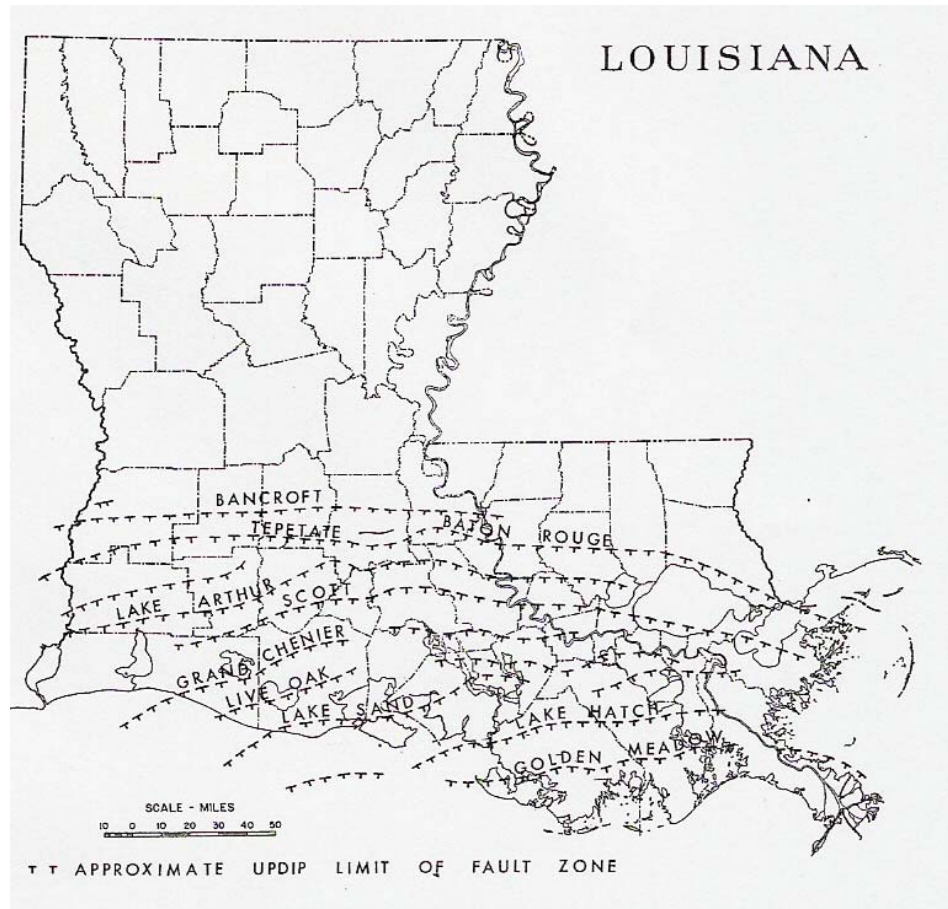 LOUISIANA
BANCROFT
TEPETATE
BATON ROUGE
LAKE ARTHUR
SCOTT
GRAND CHENIER
LIVE OAK
LAKE SAND
LAKE HATCH
GOLDEN MEADOW
SCALE - MILES
10 0 10 20 30 40 50
T T APPROXIMATE UPDIP LIMIT OF FAULT ZONE